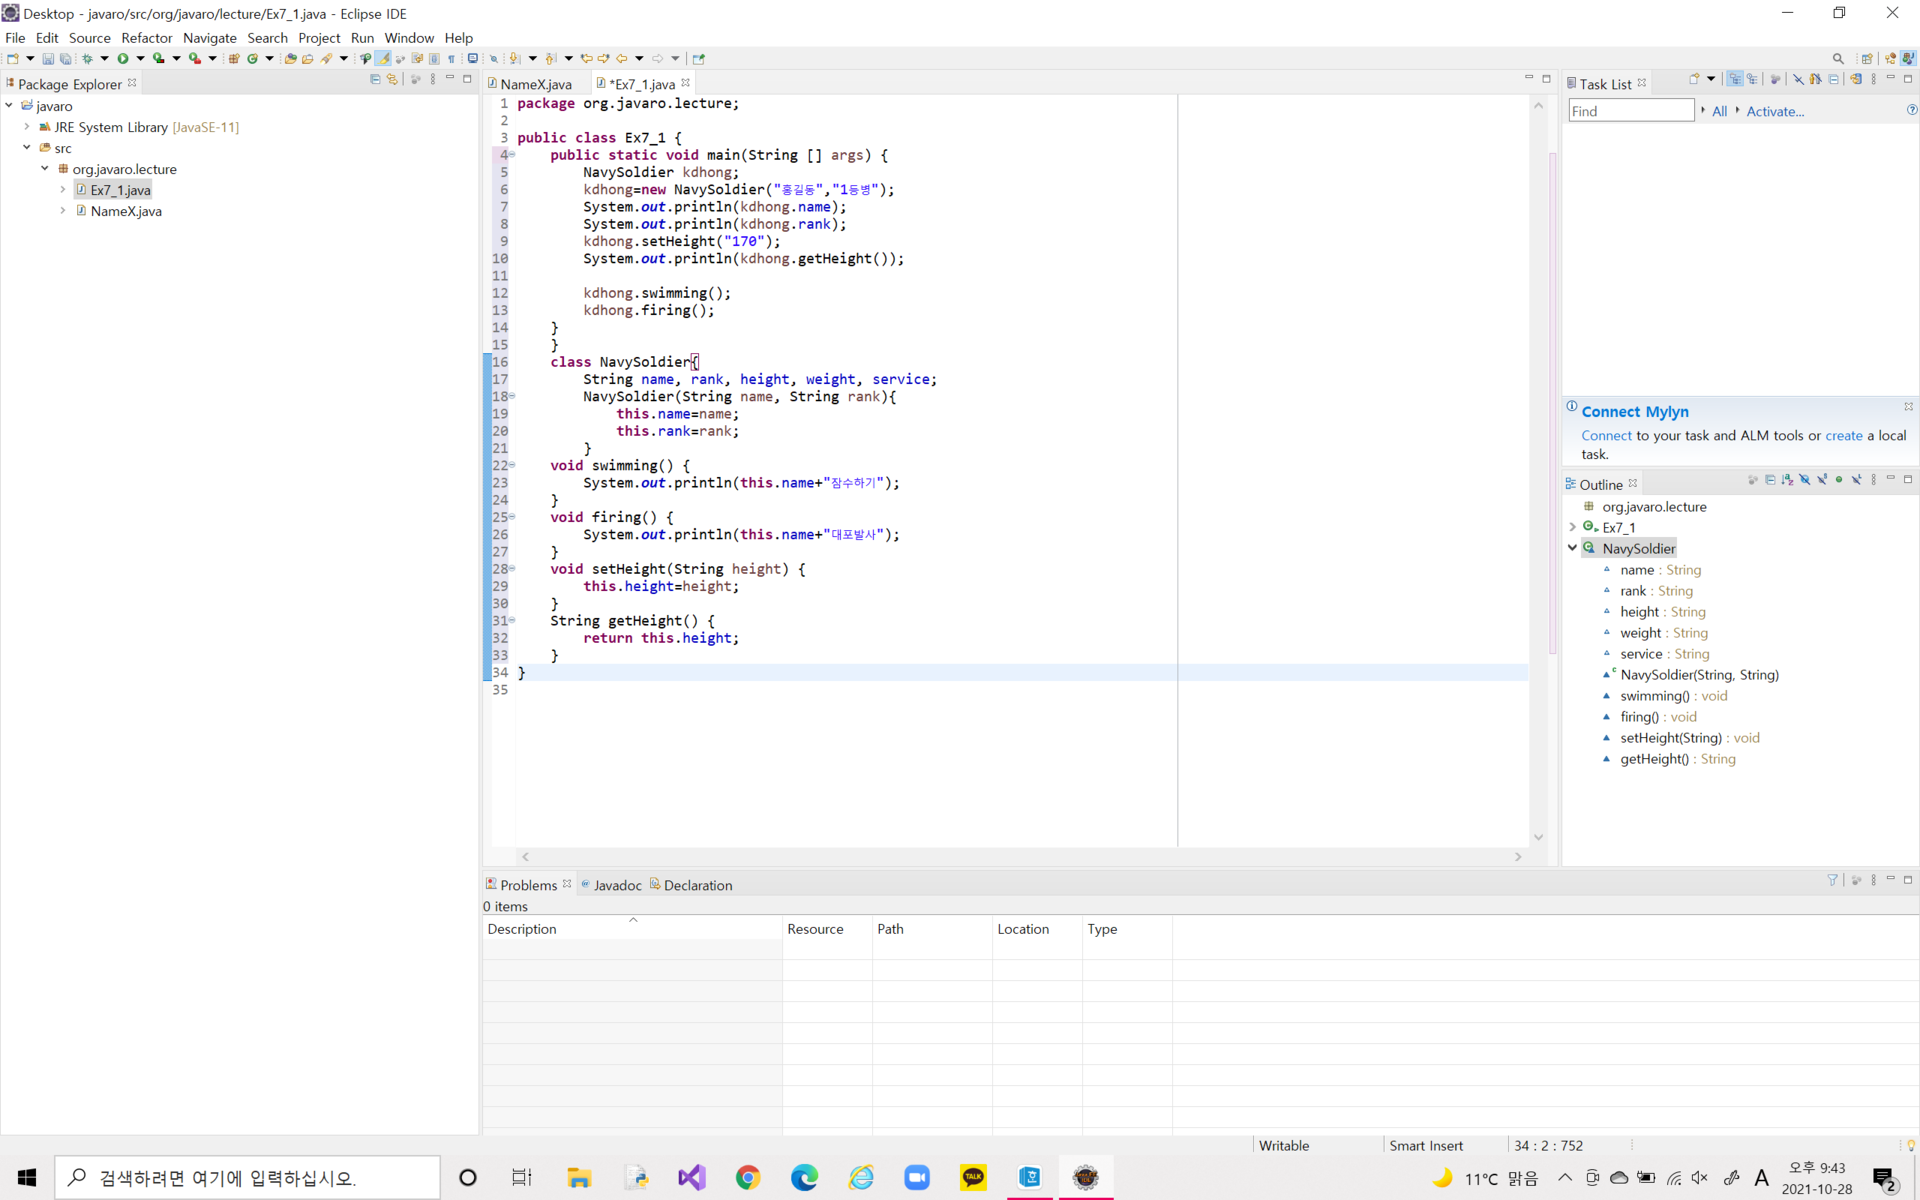 Desktop - javaro/src/org/javaro/lecture/Ex7_1.java - Eclipse IDE
File Edit Source Refactor Navigate Search Project Run Window Help
Package Explorer
javaro
JRE System Library [JavaSE-11]
src
org.javaro.lecture
Ex7_1.java
NameX.java
NameX.java *Ex7_1.java
1 package org.javaro.lecture;
2
3 public class Ex7_1 {
4 public static void main(String [] args) {
5 NavySoldier kdhong;
6 kdhong=new NavySoldier("홍길동","1등병");
7 System.out.println(kdhong.name);
8 System.out.println(kdhong.rank);
9 kdhong.setHeight("170");
10 System.out.println(kdhong.getHeight());
11
12 kdhong.swimming();
13 kdhong.firing();
14 }
15 }
16 class NavySoldier{
17 String name, rank, height, weight, service;
18 NavySoldier(String name, String rank){
19 this.name=name;
20 this.rank=rank;
21 }
22 void swimming() {
23 System.out.println(this.name+"잠수하기");
24 }
25 void firing() {
26 System.out.println(this.name+"대포발사");
27 }
28 void setHeight(String height) {
29 this.height=height;
30 }
31 String getHeight() {
32 return this.height;
33 }
34 }
35
Task List
Find All Activate...
Connect Mylyn
Connect to your task and ALM tools or create a local
task.
Outline
org.javaro.lecture
Ex7_1
NavySoldier
name : String
rank : String
height : String
weight : String
service : String
NavySoldier(String, String)
swimming() : void
firing() : void
setHeight(String) : void
getHeight() : String
Problems Javadoc Declaration
0 items
Description Resource Path Location Type
Writable Smart Insert 34 : 2 : 752
검색하려면 여기에 입력하십시오.
TALK
11°C 맑음
A
오후 9:43
2021-10-28
2